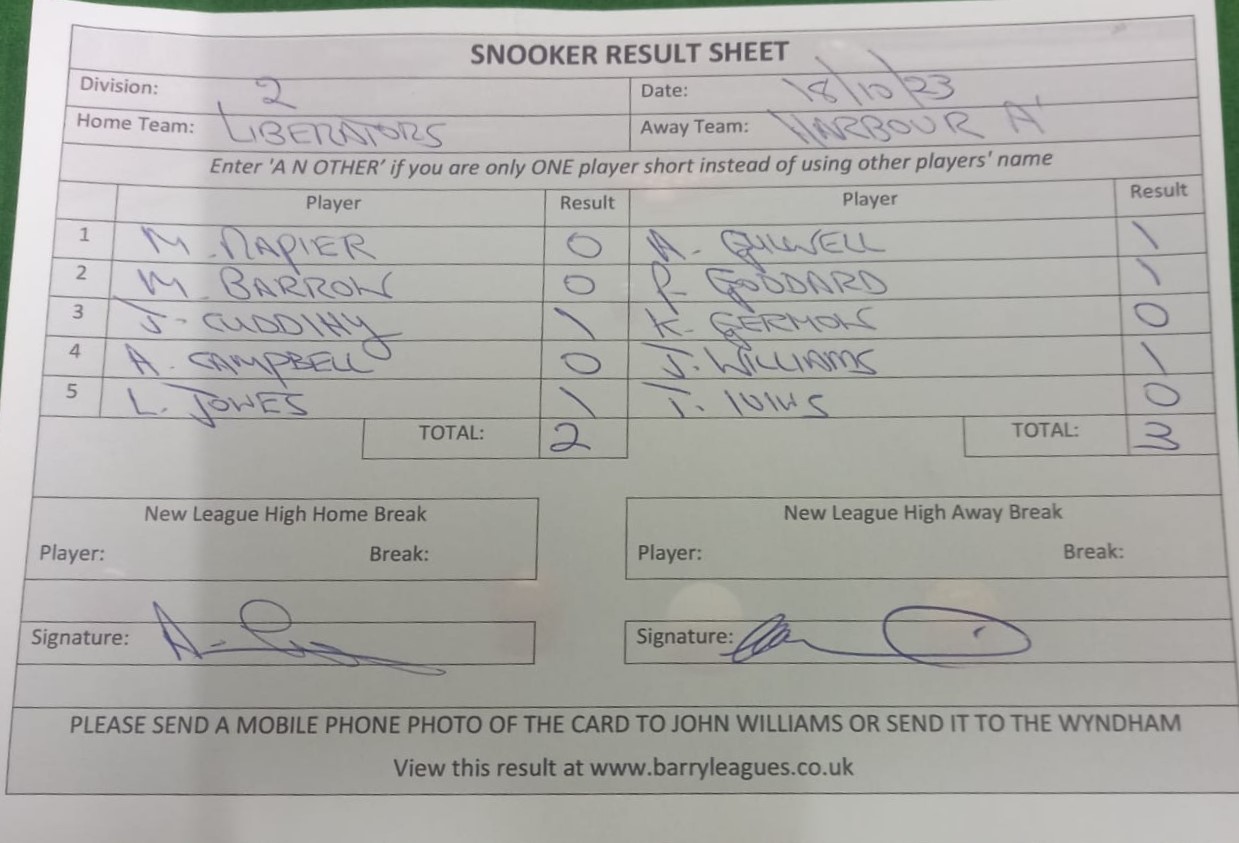 SNOOKER RESULT SHEET
Division: 2 Date: 18/10/23
Home Team: LIBERATORS Away Team: HARBOUR 'A'
Enter 'A N OTHER' if you are only ONE player short instead of using other players' name
Player Result Player Result
1 M. NAPIER 0 A. GULWELL 1
2 M. BARRON 0 P. GODDARD 1
3 J. CUDDIHY 1 K. GERMON 0
4 A. CAMPBELL 0 J. WILLIAMS 1
5 L. JONES 1 T. IVINS 0
TOTAL: 2 TOTAL: 3
New League High Home Break New League High Away Break
Player: Break: Player: Break:
Signature: Signature:
PLEASE SEND A MOBILE PHONE PHOTO OF THE CARD TO JOHN WILLIAMS OR SEND IT TO THE WYNDHAM
View this result at www.barryleagues.co.uk